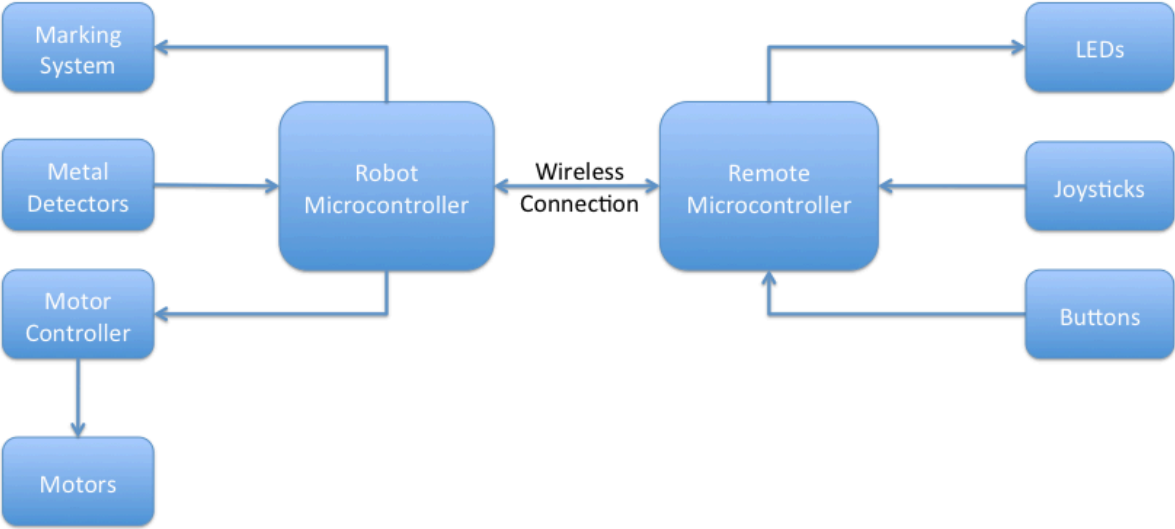 Marking
System
LEDs
Metal
Detectors
Robot
Microcontroller
Wireless
Connection
Remote
Microcontroller
Joysticks
Motor
Controller
Buttons
Motors